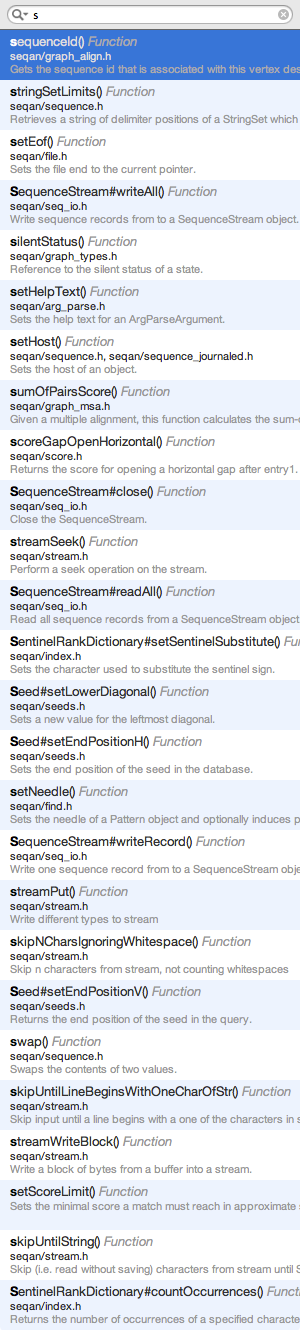 s
sequenceId() Function
seqan/graph_align.h
Gets the sequence id that is associated with this vertex des
stringSetLimits() Function
seqan/sequence.h
Retrieves a string of delimiter positions of a StringSet which
setEof() Function
seqan/file.h
Sets the file end to the current pointer.
SequenceStream#writeAll() Function
seqan/seq_io.h
Write sequence records from to a SequenceStream object.
silentStatus() Function
seqan/graph_types.h
Reference to the silent status of a state.
setHelpText() Function
seqan/arg_parse.h
Sets the help text for an ArgParseArgument.
setHost() Function
seqan/sequence.h, seqan/sequence_journaled.h
Sets the host of an object.
sumOfPairsScore() Function
seqan/graph_msa.h
Given a multiple alignment, this function calculates the sum-
scoreGapOpenHorizontal() Function
seqan/score.h
Returns the score for opening a horizontal gap after entry1.
SequenceStream#close() Function
seqan/seq_io.h
Close the SequenceStream.
streamSeek() Function
seqan/stream.h
Perform a seek operation on the stream.
SequenceStream#readAll() Function
seqan/seq_io.h
Read all sequence records from a SequenceStream object
SentinelRankDictionary#setSentinelSubstitute() Fu
seqan/index.h
Sets the character used to substitute the sentinel sign.
Seed#setLowerDiagonal() Function
seqan/seeds.h
Sets a new value for the leftmost diagonal.
Seed#setEndPositionH() Function
seqan/seeds.h
Sets the end position of the seed in the database.
setNeedle() Function
seqan/find.h
Sets the needle of a Pattern object and optionally induces p
SequenceStream#writeRecord() Function
seqan/seq_io.h
Write one sequence record from to a SequenceStream obje
streamPut() Function
seqan/stream.h
Write different types to stream
skipNCharsIgnoringWhitespace() Function
seqan/stream.h
Skip n characters from stream, not counting whitespaces
Seed#setEndPositionV() Function
seqan/seeds.h
Returns the end position of the seed in the query.
swap() Function
seqan/sequence.h
Swaps the contents of two values.
skipUntilLineBeginsWithOneCharOfStr() Function
seqan/stream.h
Skip input until a line begins with a one of the characters in s
streamWriteBlock() Function
seqan/stream.h
Write a block of bytes from a buffer into a stream.
setScoreLimit() Function
Sets the minimal score a match must reach in approximate
skipUntilString() Function
seqan/stream.h
Skip (i.e. read without saving) characters from stream until S
SentinelRankDictionary#countOccurrences() Functi
seqan/index.h
Returns the number of occurrences of a specified characte